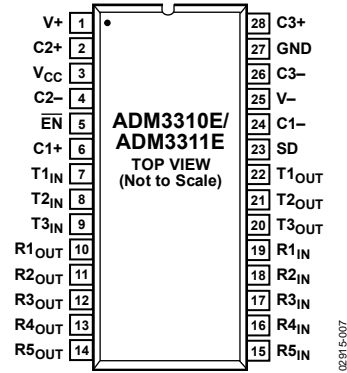 V+ 1
C2+ 2
VCC 3
C2– 4
EN 5
C1+ 6
T1IN 7
T2IN 8
T3IN 9
R1OUT 10
R2OUT 11
R3OUT 12
R4OUT 13
R5OUT 14
ADM3310E/
ADM3311E
TOP VIEW
(Not to Scale)
28 C3+
27 GND
26 C3–
25 V–
24 C1–
23 SD
22 T1OUT
21 T2OUT
20 T3OUT
19 R1IN
18 R2IN
17 R3IN
16 R4IN
15 R5IN
02915-007